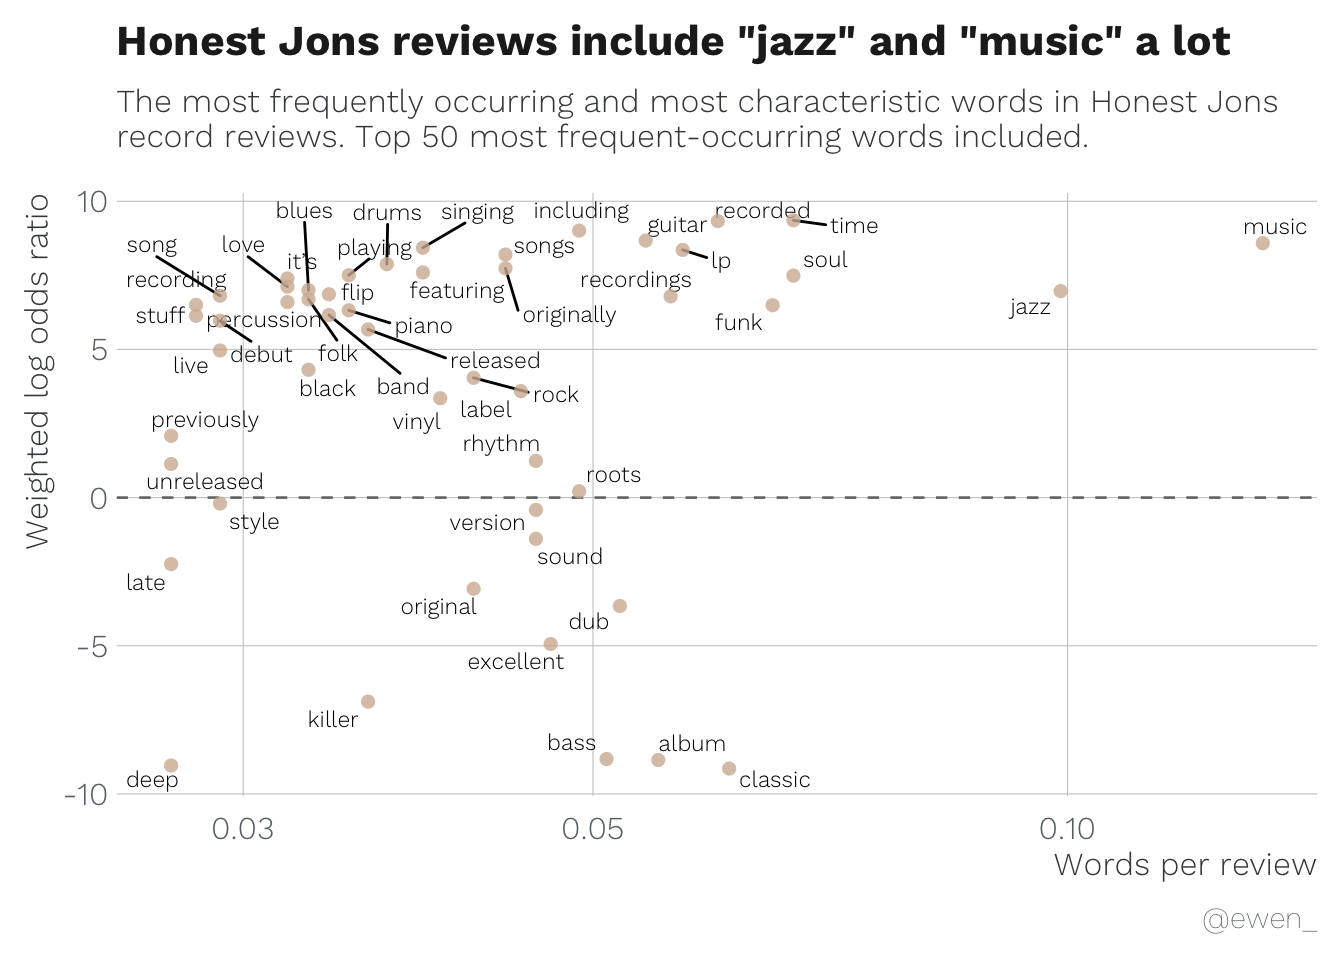 Honest Jons reviews include "jazz" and "music" a lot
The most frequently occurring and most characteristic words in Honest Jons
record reviews. Top 50 most frequent-occurring words included.
Weighted log odds ratio
10
5
0
-5
-10
blues
drums
singing
including
recorded
guitar
time
music
song
love
playing
songs
it's
lp
soul
recording
flip
featuring
recordings
jazz
stuff
percussion
piano
originally
funk
live
debut
folk
released
black
band
rock
vinyl
label
previously
rhythm
unreleased
roots
style
version
sound
late
original
dub
excellent
killer
bass
album
deep
classic
0.03
0.05
0.10
Words per review
@ewen_